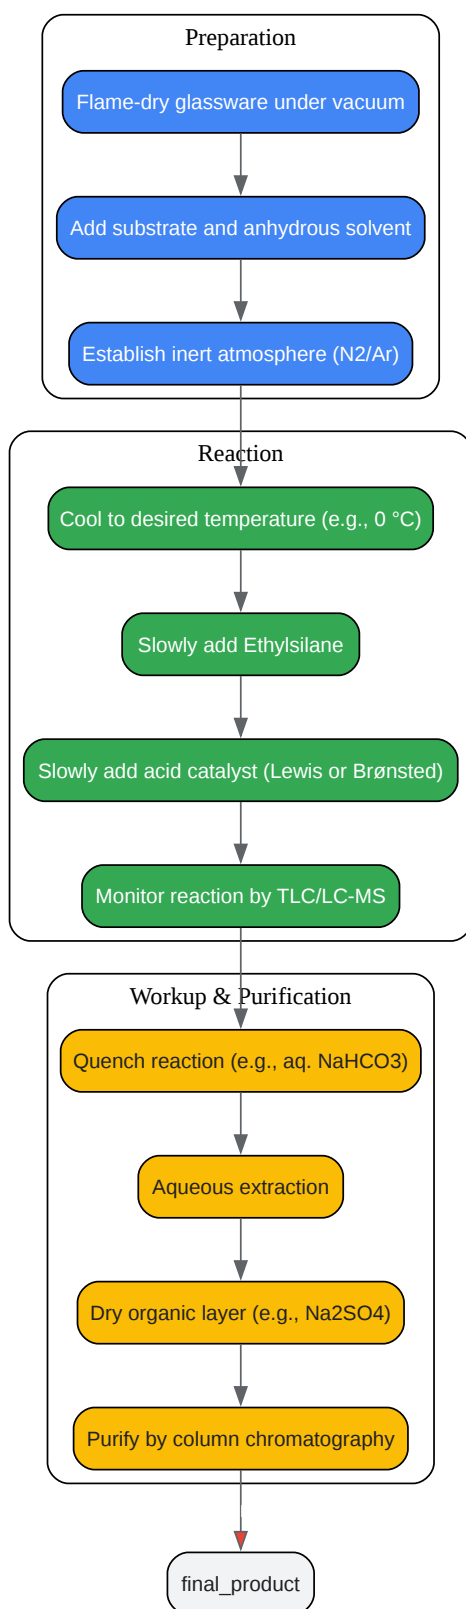 Preparation
Flame-dry glassware under vacuum
Add substrate and anhydrous solvent
Establish inert atmosphere (N2/Ar)
Reaction
Cool to desired temperature (e.g., 0 °C)
Slowly add Ethylsilane
Slowly add acid catalyst (Lewis or Brønsted)
Monitor reaction by TLC/LC-MS
Workup & Purification
Quench reaction (e.g., aq. NaHCO3)
Aqueous extraction
Dry organic layer (e.g., Na2SO4)
Purify by column chromatography
final_product